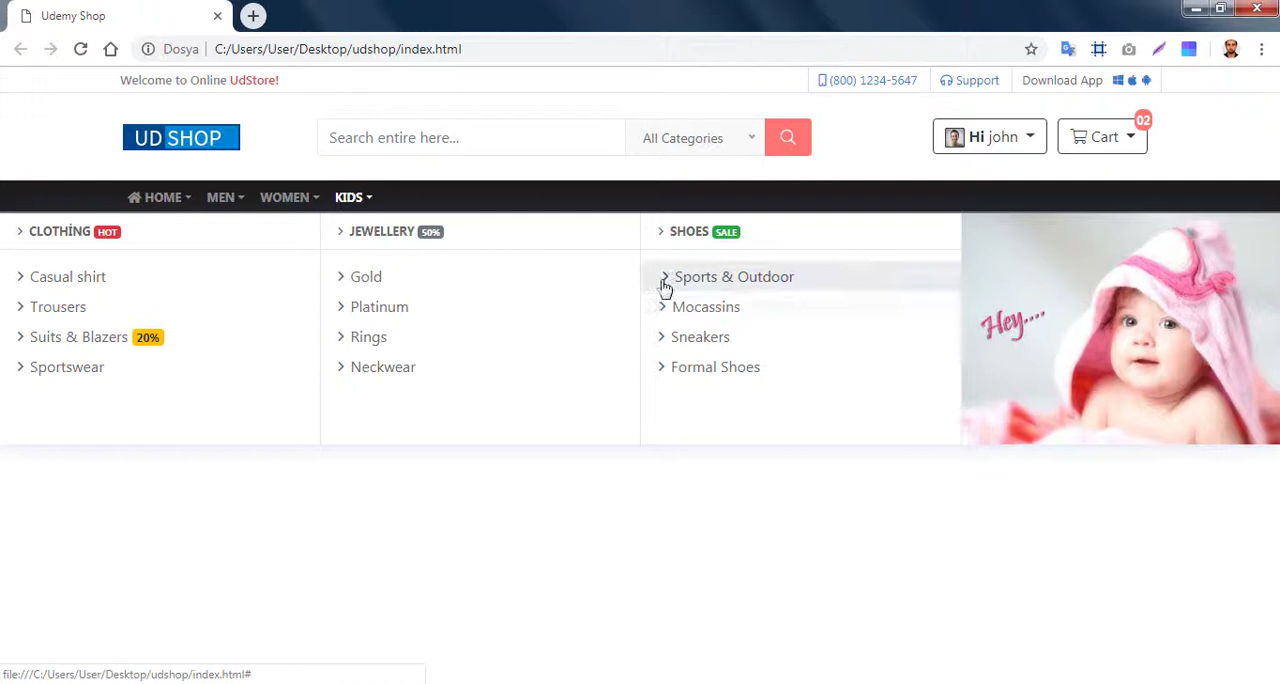 Udemy Shop
Dosya C:/Users/User/Desktop/udshop/index.html
Welcome to Online UdStore! (800) 1234-5647 Support Download App
UD SHOP Search entire here... All Categories Hi john Cart 02
HOME MEN WOMEN KIDS
CLOTHİNG HOT JEWELLERY 50% SHOES SALE
Casual shirt Gold Sports & Outdoor
Trousers Platinum Mocassins
Suits & Blazers 20% Rings Sneakers
Sportswear Neckwear Formal Shoes
Hey....
file:///C:/Users/User/Desktop/udshop/index.html#